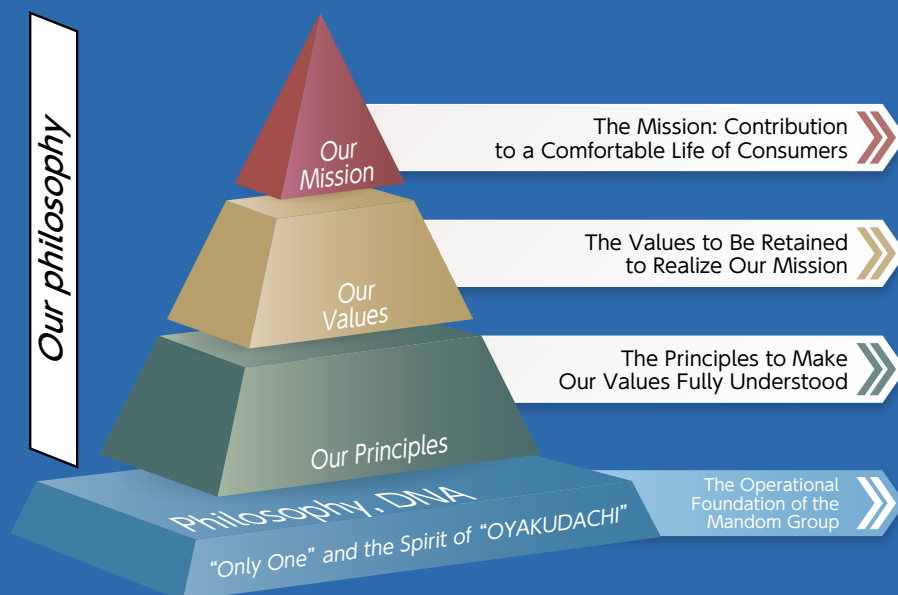 Our philosophy
Our
Mission
The Mission: Contribution
to a Comfortable Life of Consumers
Our
Values
The Values to Be Retained
to Realize Our Mission
Our Principles
The Principles to Make
Our Values Fully Understood
Philosophy, DNA
"Only One" and the Spirit of "OYAKUDACHI"
The Operational
Foundation of the
Mandom Group